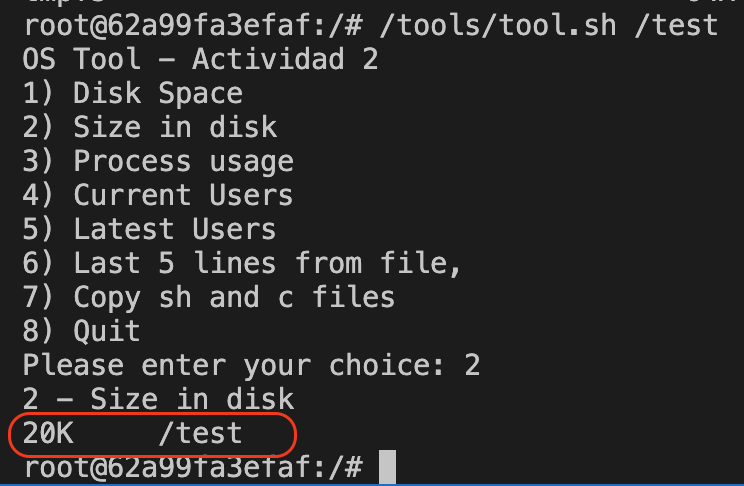 root@62a99fa3efaf:/# /tools/tool.sh /test
OS Tool – Actividad 2
1) Disk Space
2) Size in disk
3) Process usage
4) Current Users
5) Latest Users
6) Last 5 lines from file,
7) Copy sh and c files
8) Quit
Please enter your choice: 2
2 – Size in disk
20K     /test
root@62a99fa3efaf:/#